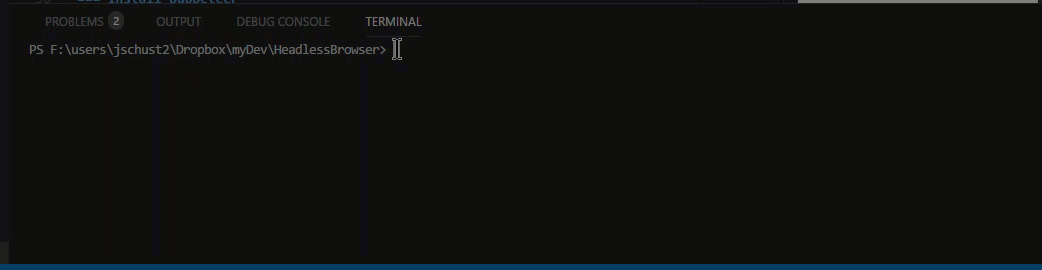 PROBLEMS 2 OUTPUT DEBUG CONSOLE TERMINAL
PS F:\users\jschust2\Dropbox\myDev\HeadlessBrowser>